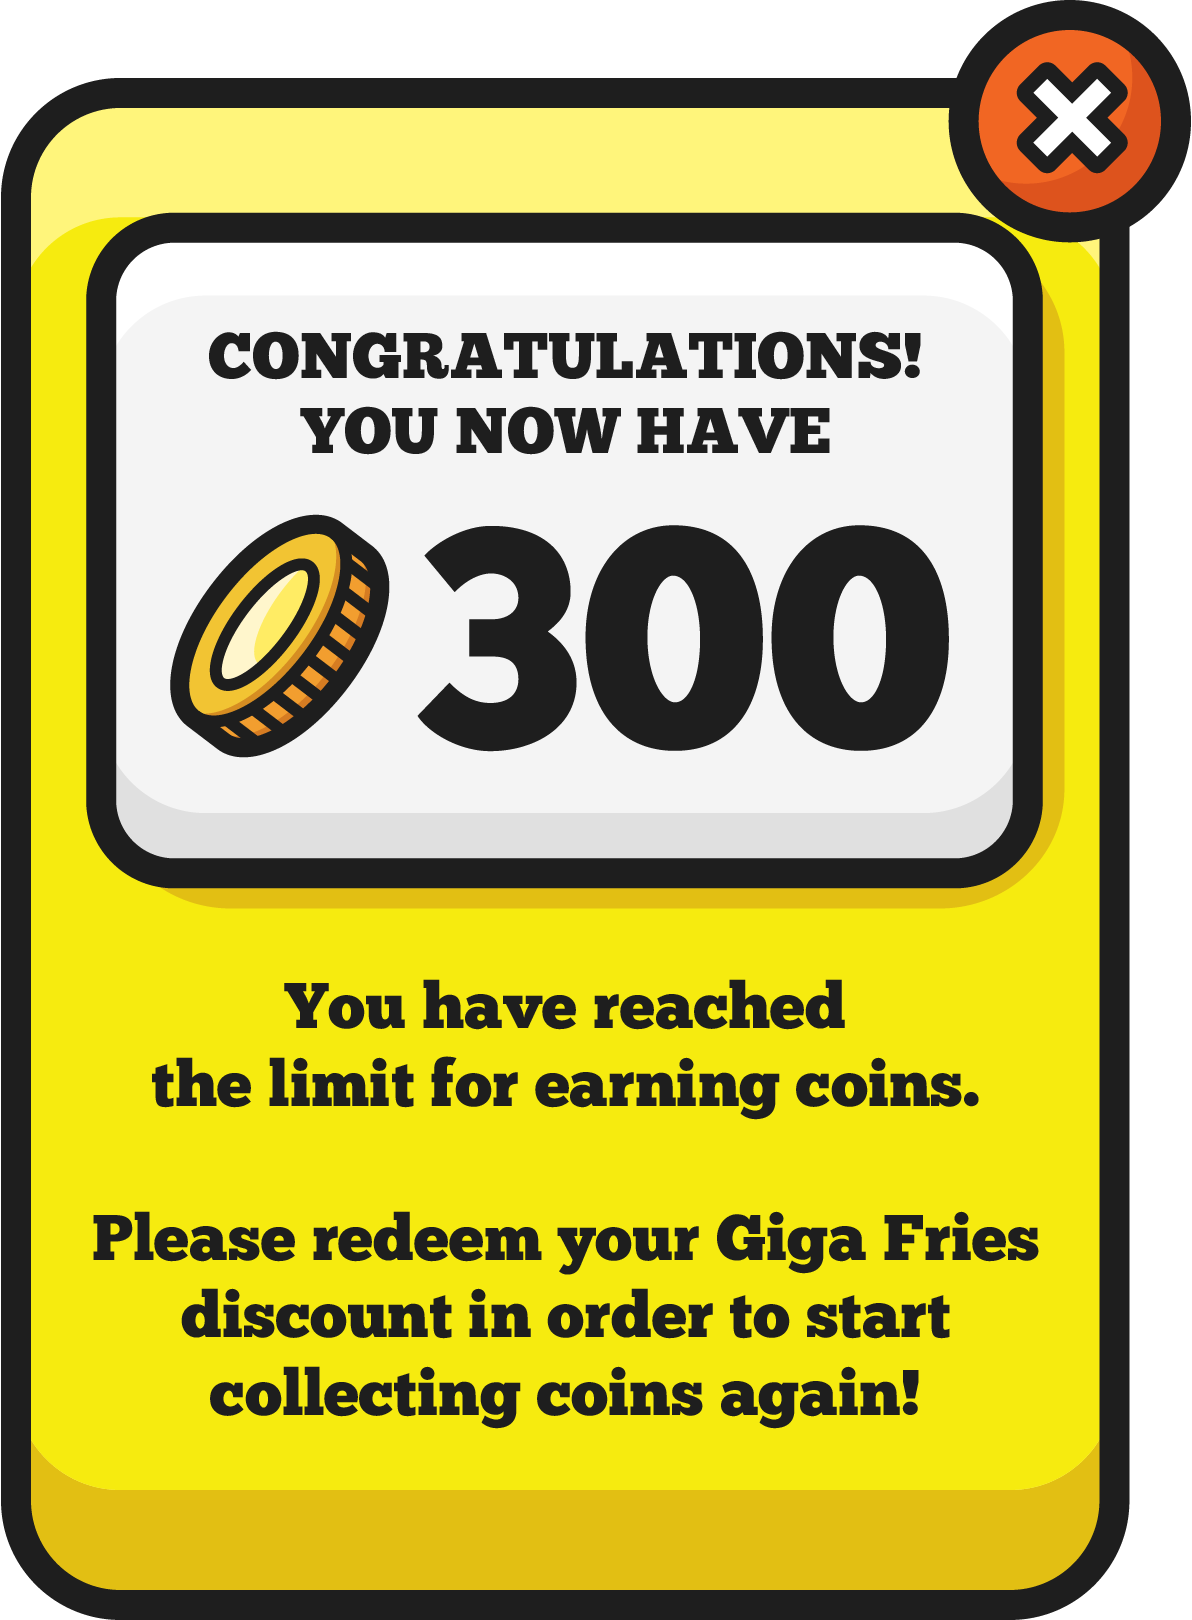 CONGRATULATIONS!
YOU NOW HAVE
300
You have reached
the limit for earning coins.
Please redeem your Giga Fries
discount in order to start
collecting coins again!